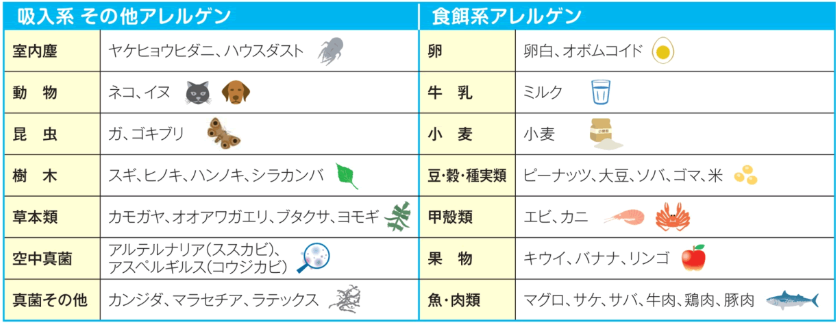 吸入系 その他アレルゲン
室内塵 ヤケヒョウヒダニ、ハウスダスト
動物 ネコ、イヌ
昆虫 ガ、ゴキブリ
樹木 スギ、ヒノキ、ハンノキ、シラカンバ
草本類 カモガヤ、オオアワガエリ、ブタクサ、ヨモギ
空中真菌 アルテルナリア(ススカビ)、
アスペルギルス(コウジカビ)
真菌その他 カンジダ、マラセチア、ラテックス
食餌系アレルゲン
卵 卵白、オボムコイド
牛乳 ミルク
小麦 小麦
豆・穀・種実類 ピーナッツ、大豆、ソバ、ゴマ、米
甲殻類 エビ、カニ
果物 キウイ、バナナ、リンゴ
魚・肉類 マグロ、サケ、サバ、牛肉、鶏肉、豚肉